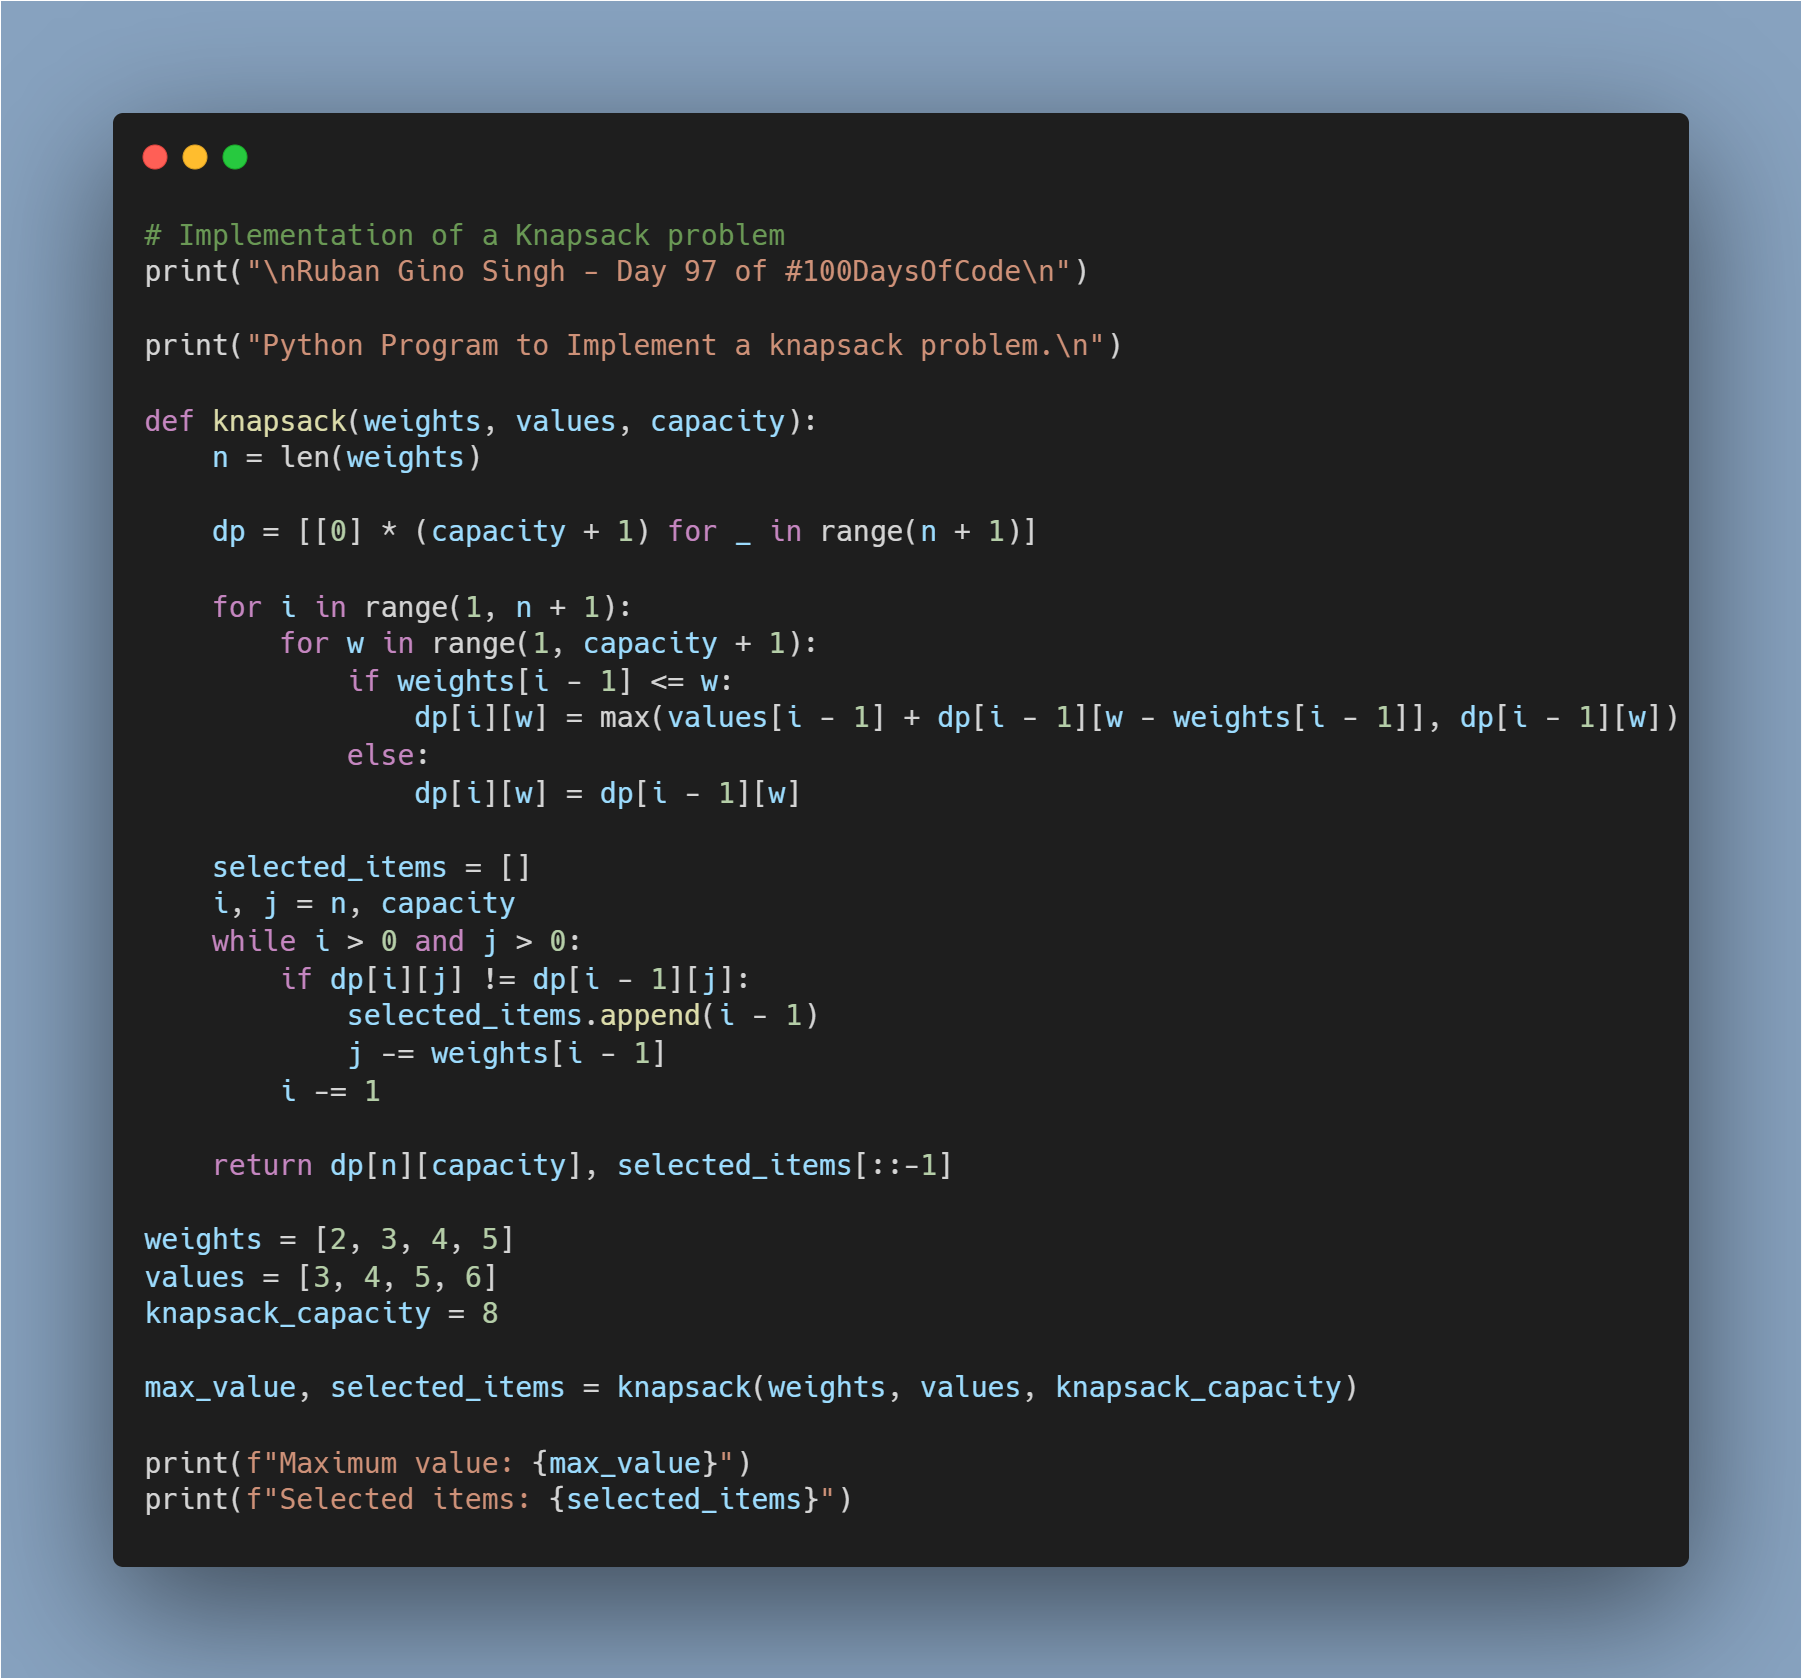 # Implementation of a Knapsack problem
print("\nRuban Gino Singh - Day 97 of #100DaysOfCode\n")

print("Python Program to Implement a knapsack problem.\n")

def knapsack(weights, values, capacity):
    n = len(weights)

    dp = [[0] * (capacity + 1) for _ in range(n + 1)]

    for i in range(1, n + 1):
        for w in range(1, capacity + 1):
            if weights[i - 1] <= w:
                dp[i][w] = max(values[i - 1] + dp[i - 1][w - weights[i - 1]], dp[i - 1][w])
            else:
                dp[i][w] = dp[i - 1][w]

    selected_items = []
    i, j = n, capacity
    while i > 0 and j > 0:
        if dp[i][j] != dp[i - 1][j]:
            selected_items.append(i - 1)
            j -= weights[i - 1]
        i -= 1

    return dp[n][capacity], selected_items[::-1]

weights = [2, 3, 4, 5]
values = [3, 4, 5, 6]
knapsack_capacity = 8

max_value, selected_items = knapsack(weights, values, knapsack_capacity)

print(f"Maximum value: {max_value}")
print(f"Selected items: {selected_items}")